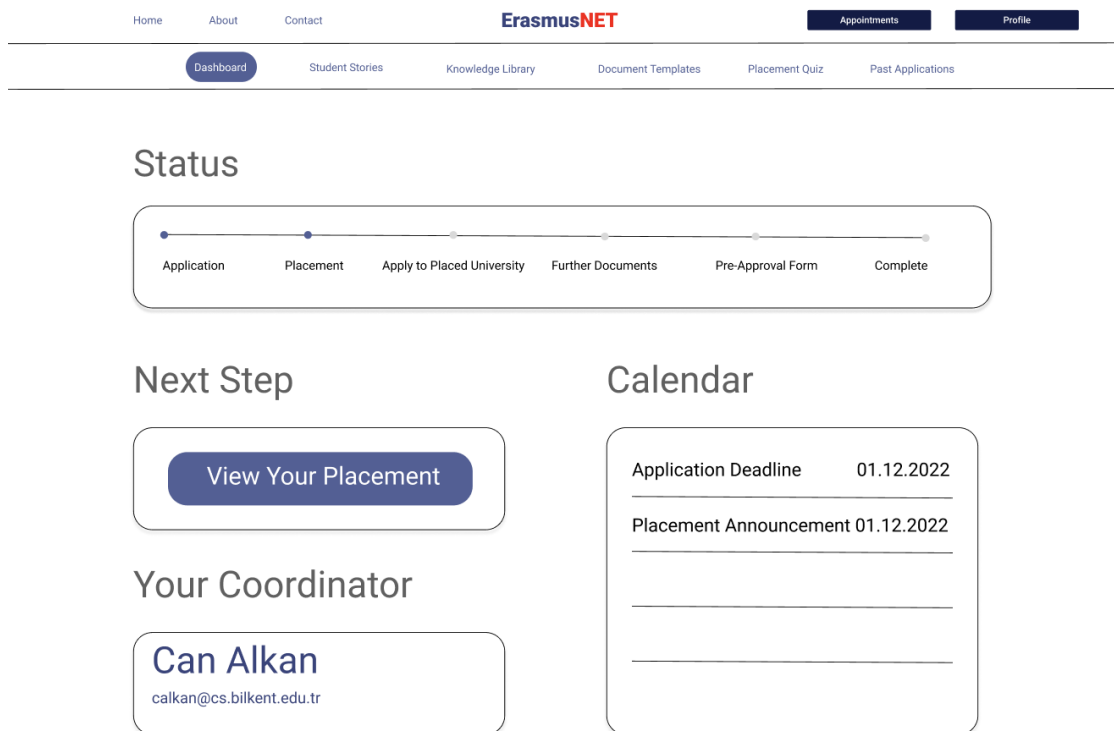 Home About Contact ErasmusNET Appointments Profile
Dashboard Student Stories Knowledge Library Document Templates Placement Quiz Past Applications
Status
Application Placement Apply to Placed University Further Documents Pre-Approval Form Complete
Next Step
View Your Placement
Your Coordinator
Can Alkan
calkan@cs.bilkent.edu.tr
Calendar
Application Deadline 01.12.2022
Placement Announcement 01.12.2022